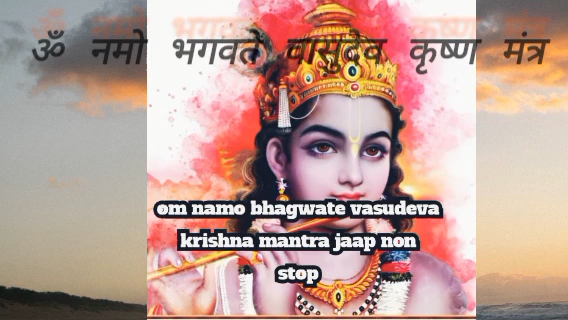 ॐ नमो भगवते वासुदेव कृष्ण मंत्र
om namo bhagwate vasudeva
krishna mantra jaap non
stop